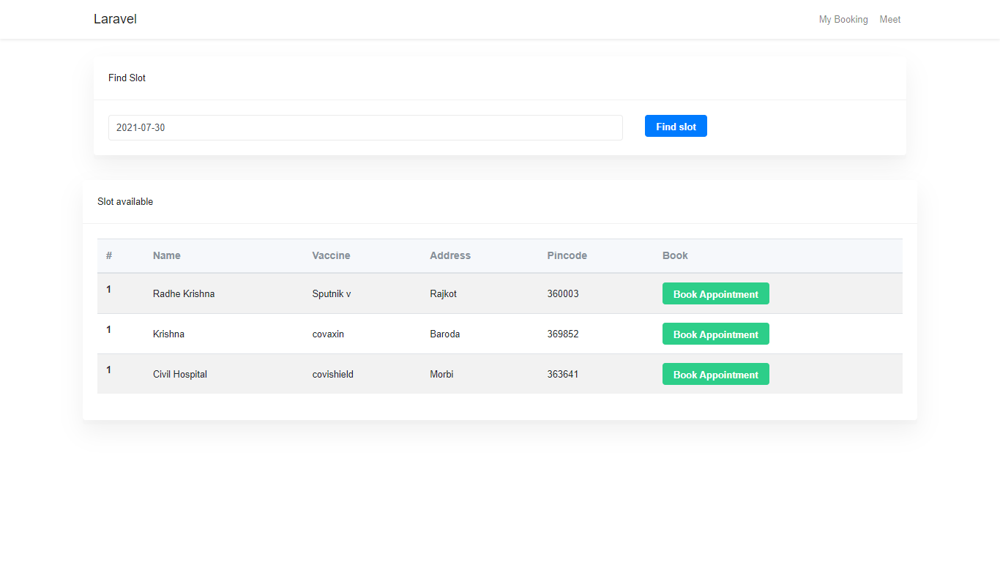 Laravel My Booking Meet
Find Slot
2021-07-30 Find slot
Slot available
# Name Vaccine Address Pincode Book
1 Radhe Krishna Sputnik v Rajkot 360003 Book Appointment
1 Krishna covaxin Baroda 369852 Book Appointment
1 Civil Hospital covishield Morbi 363641 Book Appointment